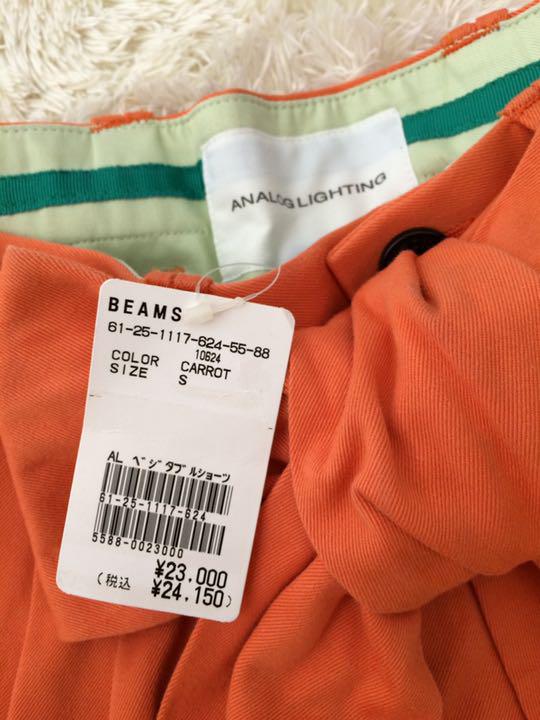 ANALOG LIGHTING
BEAMS
61-25-1117-624-55-88
10624
COLOR CARROT
SIZE S
AL ベジタブルショーツ
61-25-1117-624
5588-0023000
¥23,000
(税込 ¥24,150)